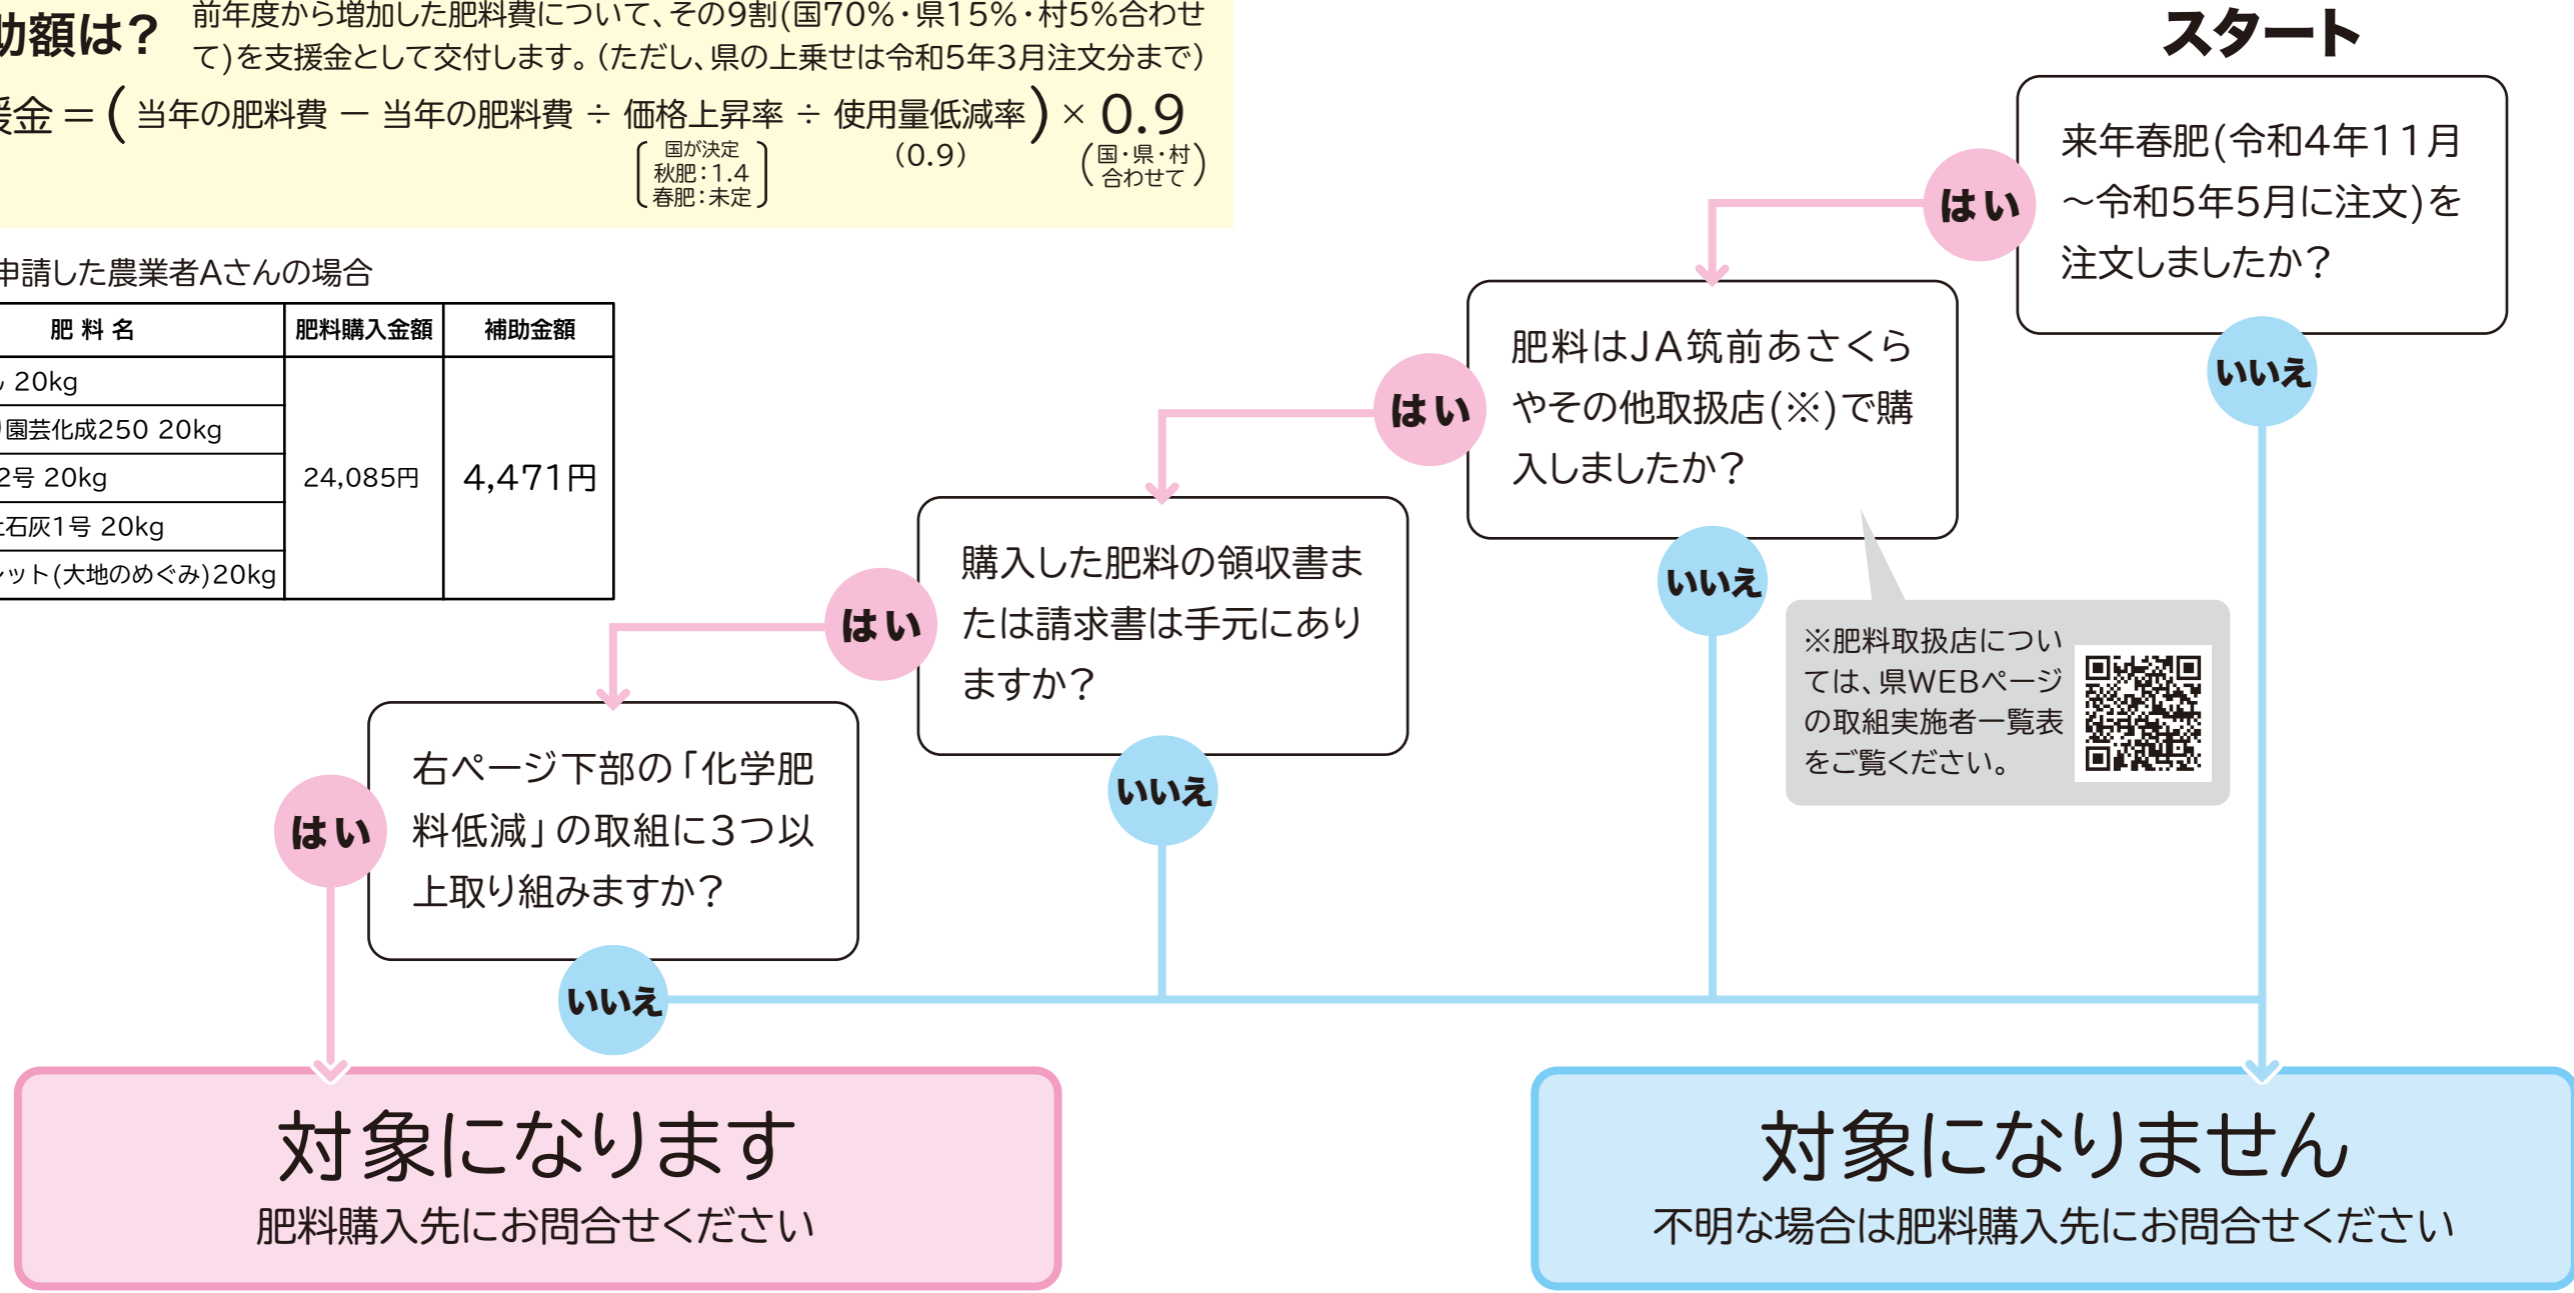 助額は？
前年度から増加した肥料費について、その9割(国70%・県15%・村5%合わせ
て)を支援金として交付します。（ただし、県の上乗せは令和5年3月注文分まで）
援金＝( 当年の肥料費 － 当年の肥料費 ÷ 価格上昇率 ÷ 使用量低減率 ) × 0.9
国が決定
秋肥：1.4
春肥：未定
(0.9)
(国・県・村
合わせて)
申請した農業者Aさんの場合
肥料名 肥料購入金額 補助金額
20kg
園芸化成250 20kg
2号 20kg
24,085円 4,471円
石灰1号 20kg
ット(大地のめぐみ)20kg
スタート
来年春肥(令和4年11月
～令和5年5月に注文)を
注文しましたか？
はい
いいえ
肥料はJA筑前あさくら
やその他取扱店(※)で購
入しましたか？
はい
いいえ
※肥料取扱店につい
ては、県WEBページ
の取組実施者一覧表
をご覧ください。
購入した肥料の領収書ま
たは請求書は手元にあり
ますか？
はい
いいえ
右ページ下部の「化学肥
料低減」の取組に3つ以
上取り組みますか？
はい
いいえ
対象になります
肥料購入先にお問合せください
対象になりません
不明な場合は肥料購入先にお問合せください